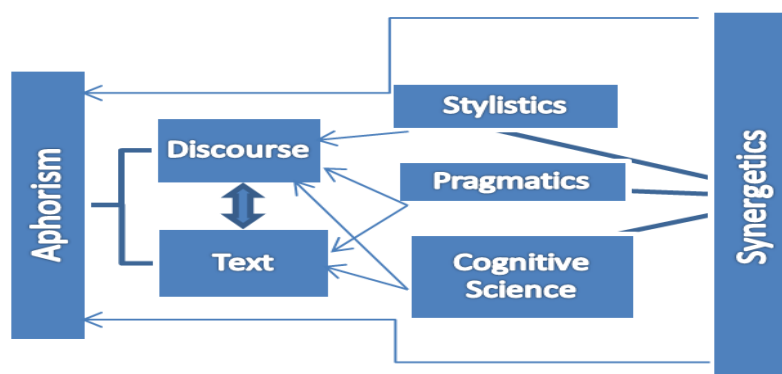 Aphorism
Discourse
Text
Stylistics
Pragmatics
Cognitive
Science
Synergetics